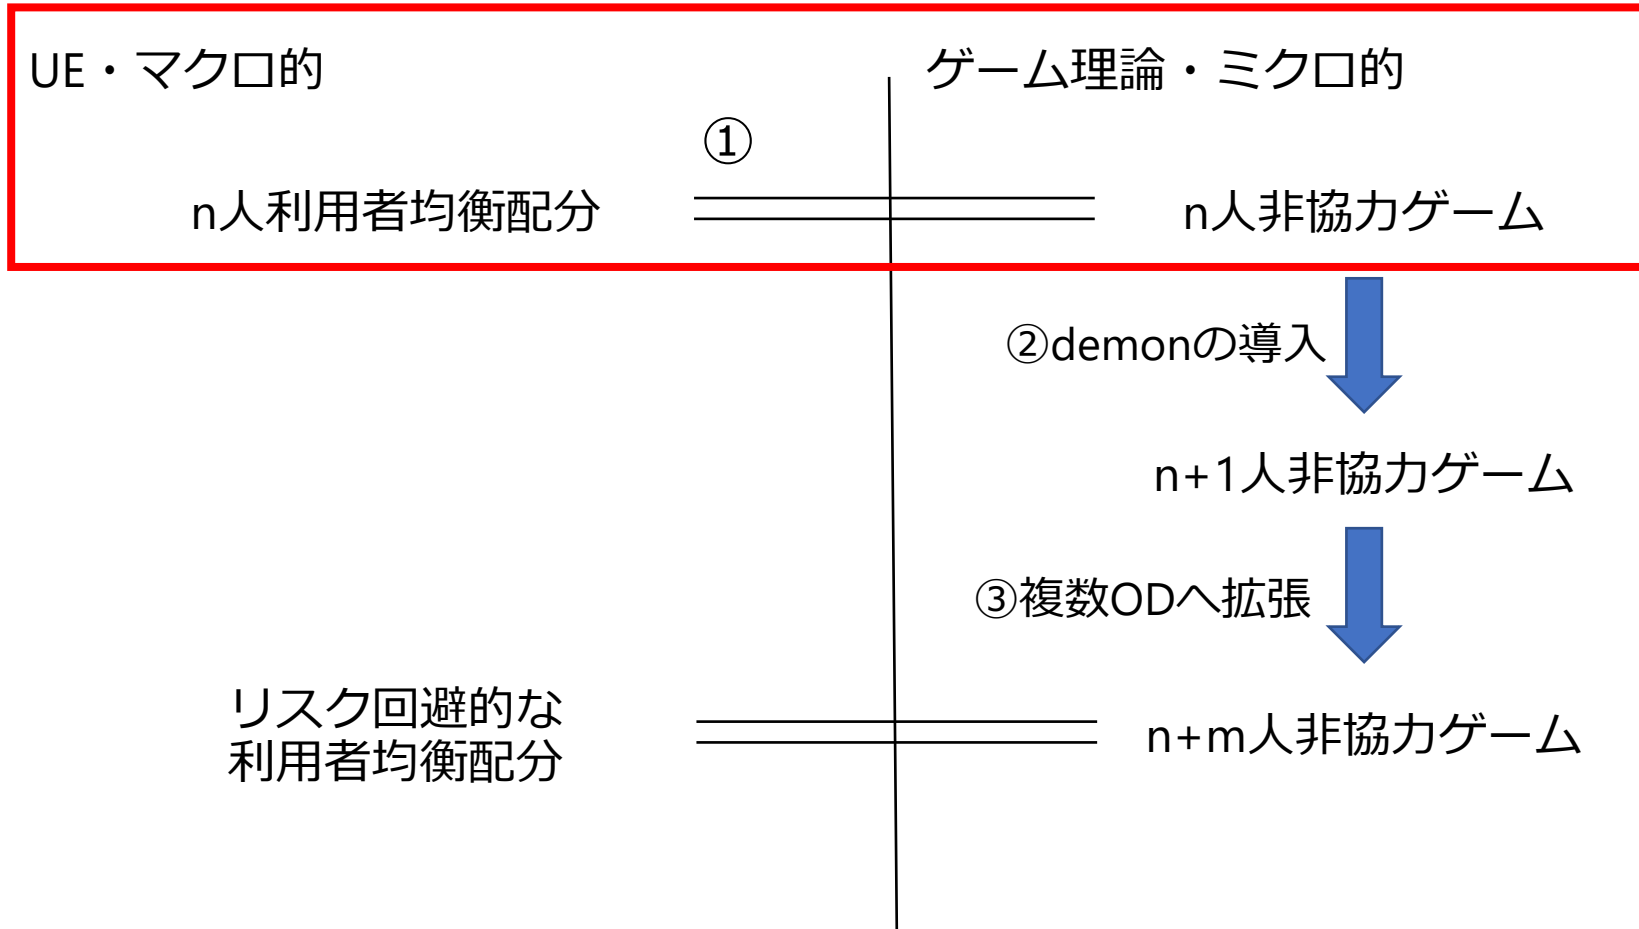 UE・マクロ的
ゲーム理論・ミクロ的
①
n人利用者均衡配分
n人非協力ゲーム
②demonの導入
n+1人非協力ゲーム
③複数ODへ拡張
リスク回避的な
利用者均衡配分
n+m人非協力ゲーム